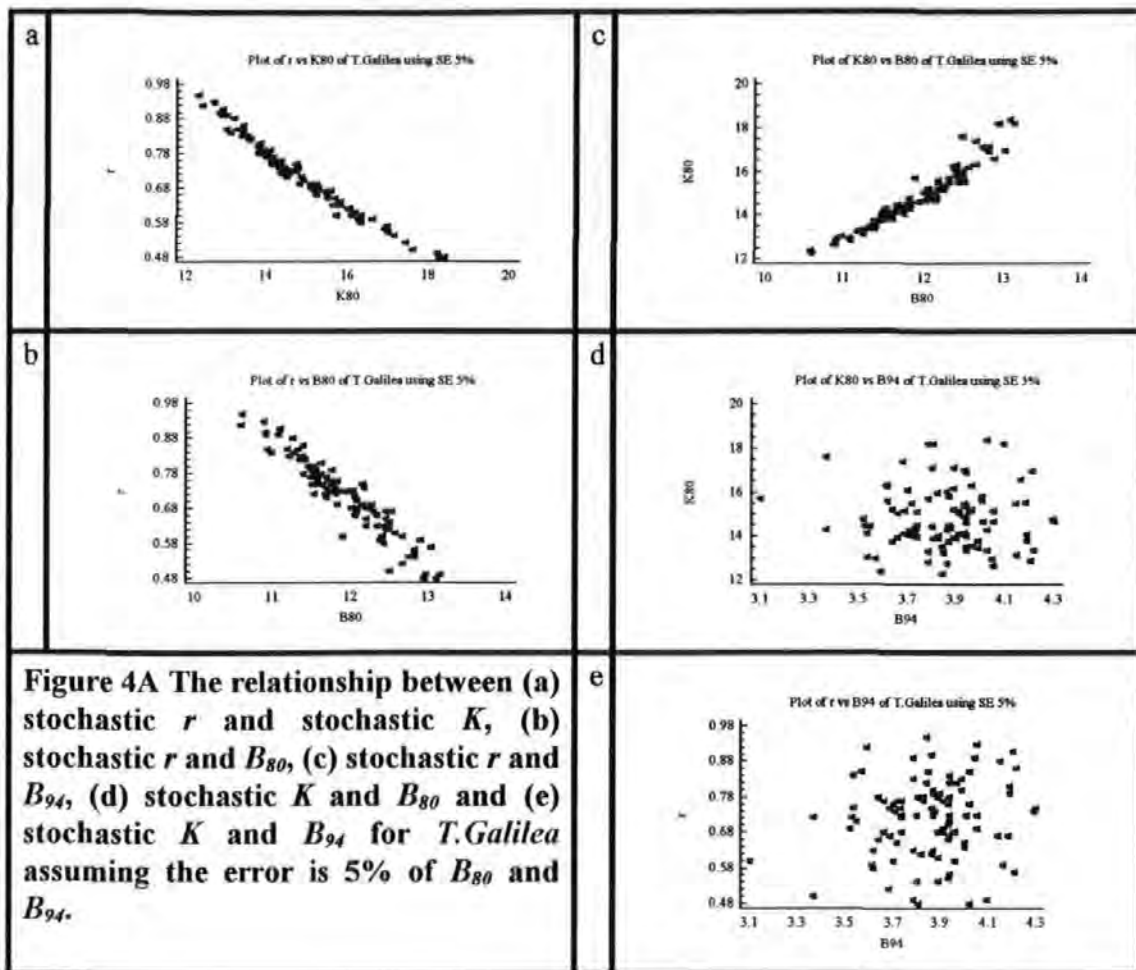 a
Plot of r vs K80 of T.Galilea using SE 5%
0.98
0.88
0.78
0.68
0.58
0.48
r
12 14 16 18 20
K80
b
Plot of r vs B80 of T.Galilea using SE 5%
0.98
0.88
0.78
0.68
0.58
0.48
r
10 11 12 13 14
B80
Figure 4A The relationship between (a)
stochastic r and stochastic K, (b)
stochastic r and B80, (c) stochastic r and
B94, (d) stochastic K and B80 and (e)
stochastic K and B94 for T.Galilea
assuming the error is 5% of B80 and
B94.
c
Plot of K80 vs B80 of T.Galilea using SE 5%
20
18
16
14
12
K80
10 11 12 13 14
B80
d
Plot of K80 vs B94 of T.Galilea using SE 5%
20
18
16
14
12
K80
3.1 3.3 3.5 3.7 3.9 4.1 4.3
B94
e
Plot of r vs B94 of T.Galilea using SE 5%
0.98
0.88
0.78
0.68
0.58
0.48
r
3.1 3.3 3.5 3.7 3.9 4.1 4.3
B94